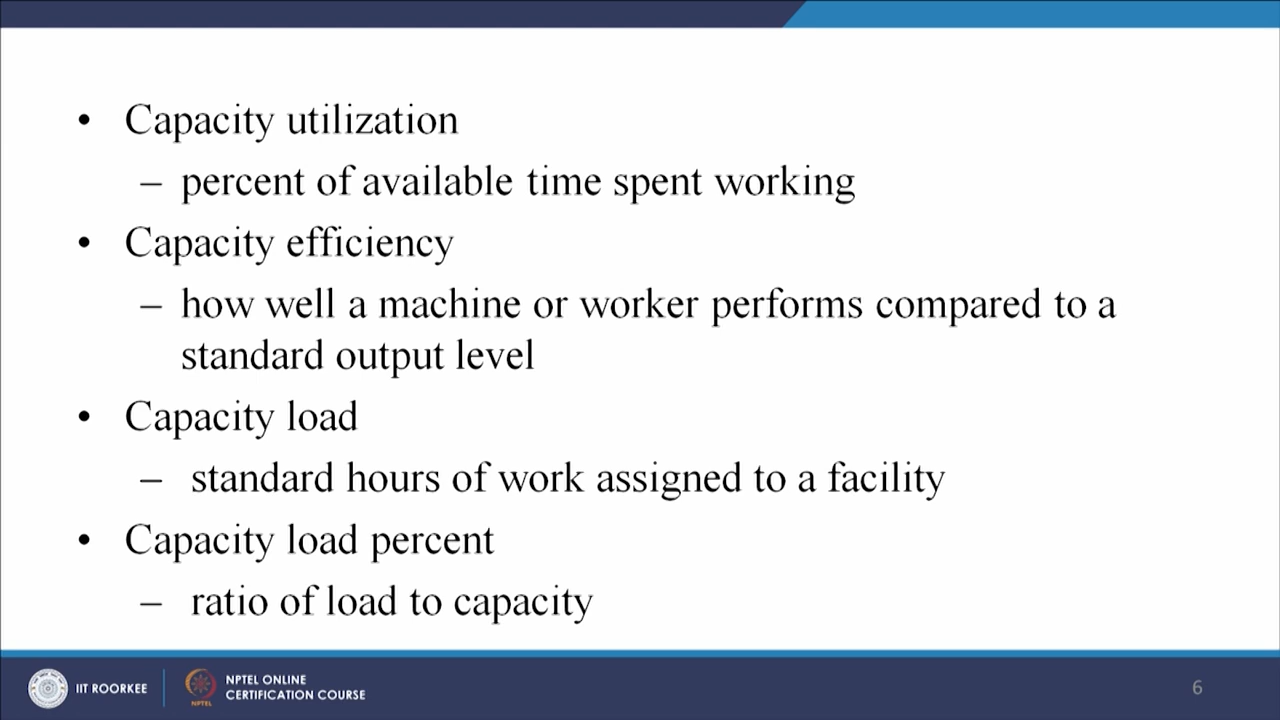 • Capacity utilization
– percent of available time spent working
• Capacity efficiency
– how well a machine or worker performs compared to a
standard output level
• Capacity load
– standard hours of work assigned to a facility
• Capacity load percent
– ratio of load to capacity
IIT ROORKEE
NPTEL
NPTEL ONLINE
CERTIFICATION COURSE
6